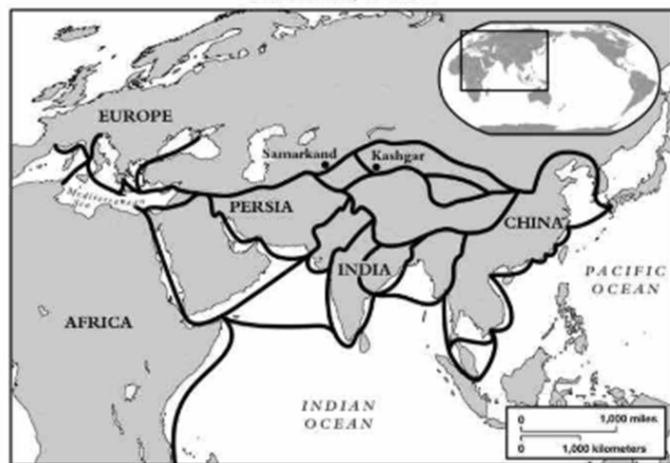 EUROPE
Samarkand
Kashgar
Mediterranean
Sea
PERSIA
CHINA
INDIA
PACIFIC
OCEAN
AFRICA
INDIAN
OCEAN
0 1,000 miles
0 1,000 kilometers